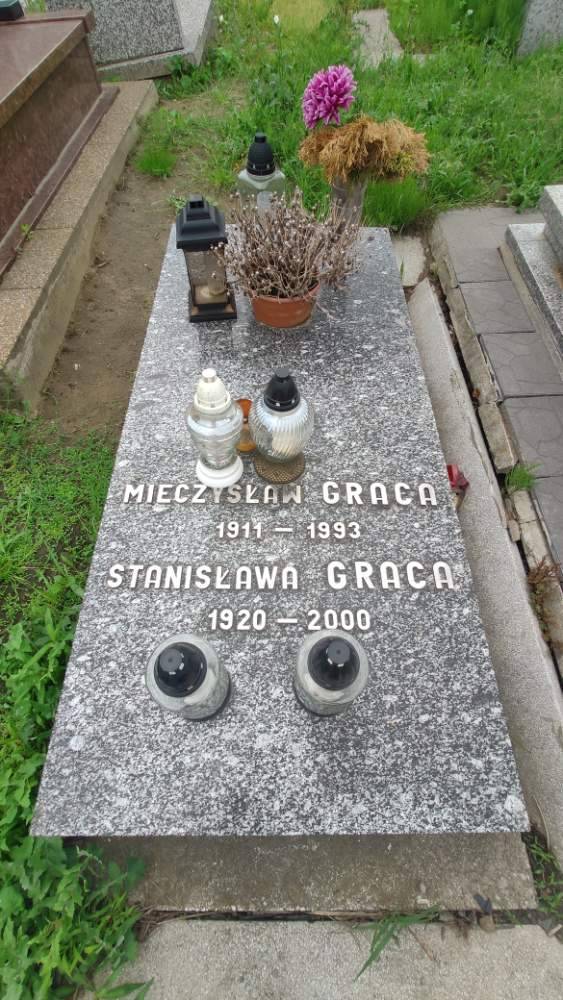 MIECZYSŁAW GRACA
1911 – 1993
STANISŁAWA GRACA
1920 – 2000